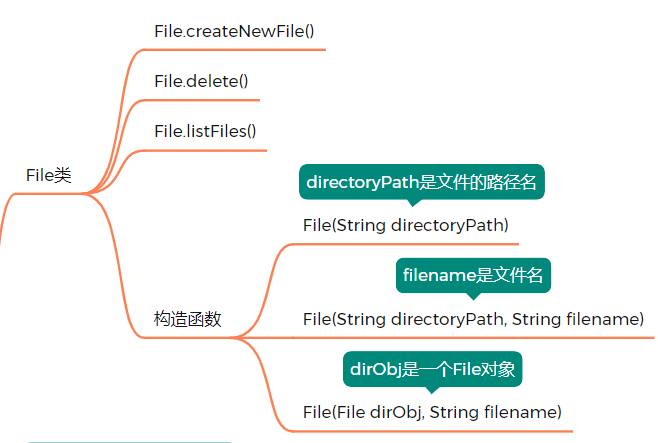 File.createNewFile()
File.delete()
File.listFiles()
File类
directoryPath是文件的路径名
File(String directoryPath)
filename是文件名
构造函数
File(String directoryPath, String filename)
dirObj是一个File对象
File(File dirObj, String filename)